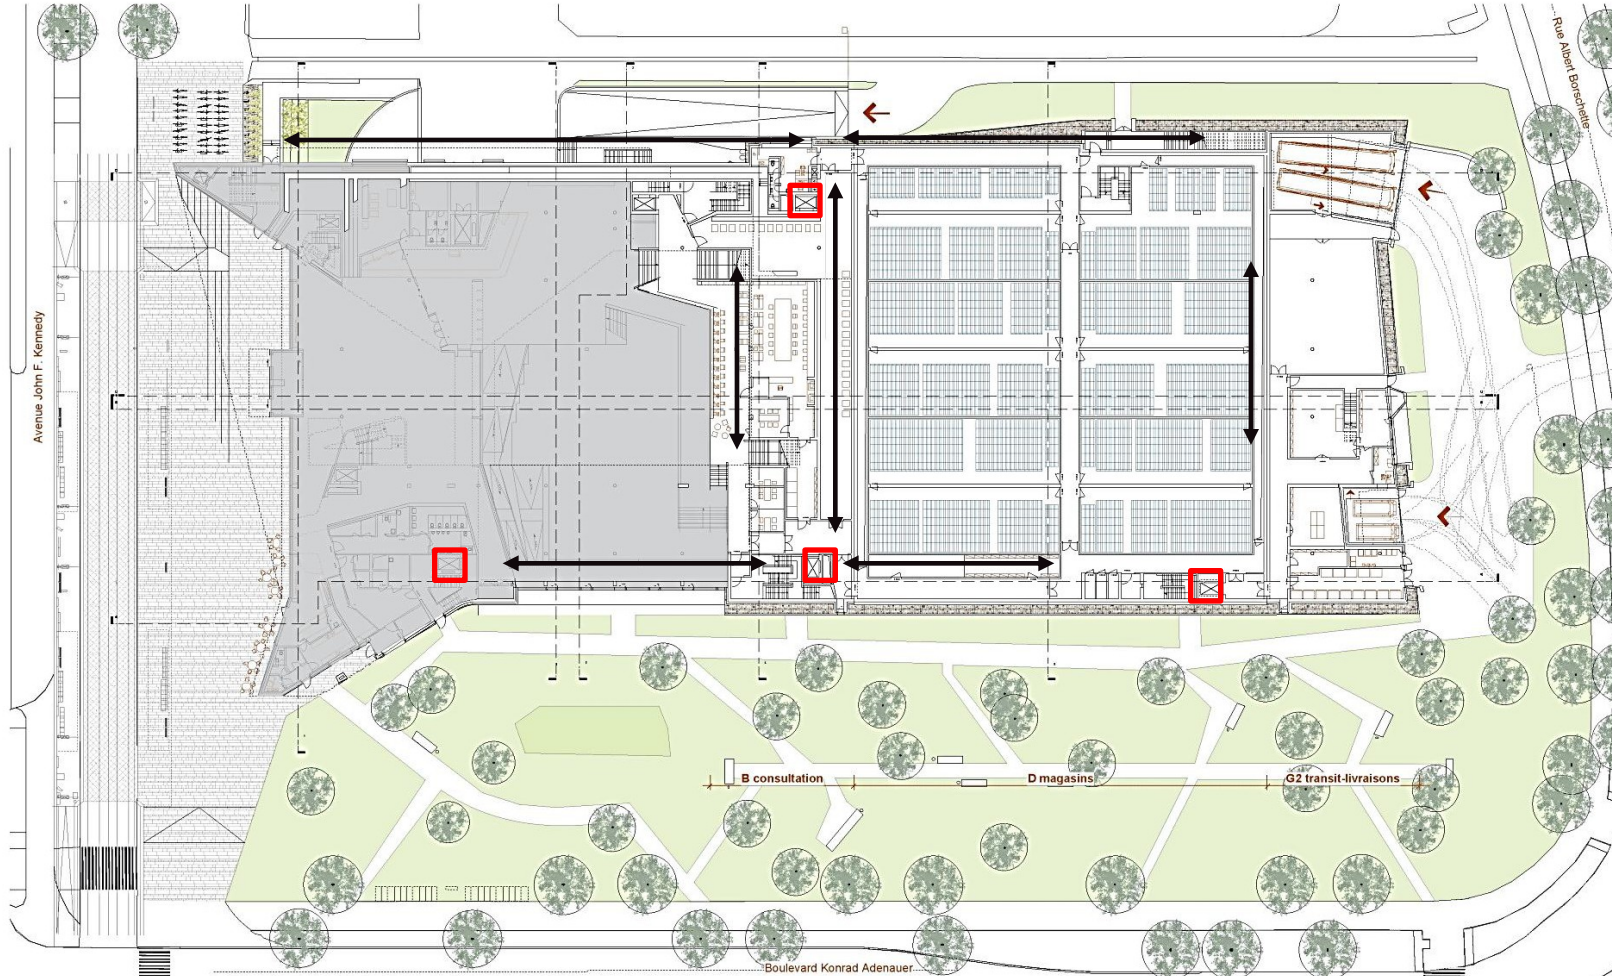 Rue Albert Borschette
Avenue John F. Kennedy
B consultation
D magasins
G2 transit-livraisons
Boulevard Konrad Adenauer